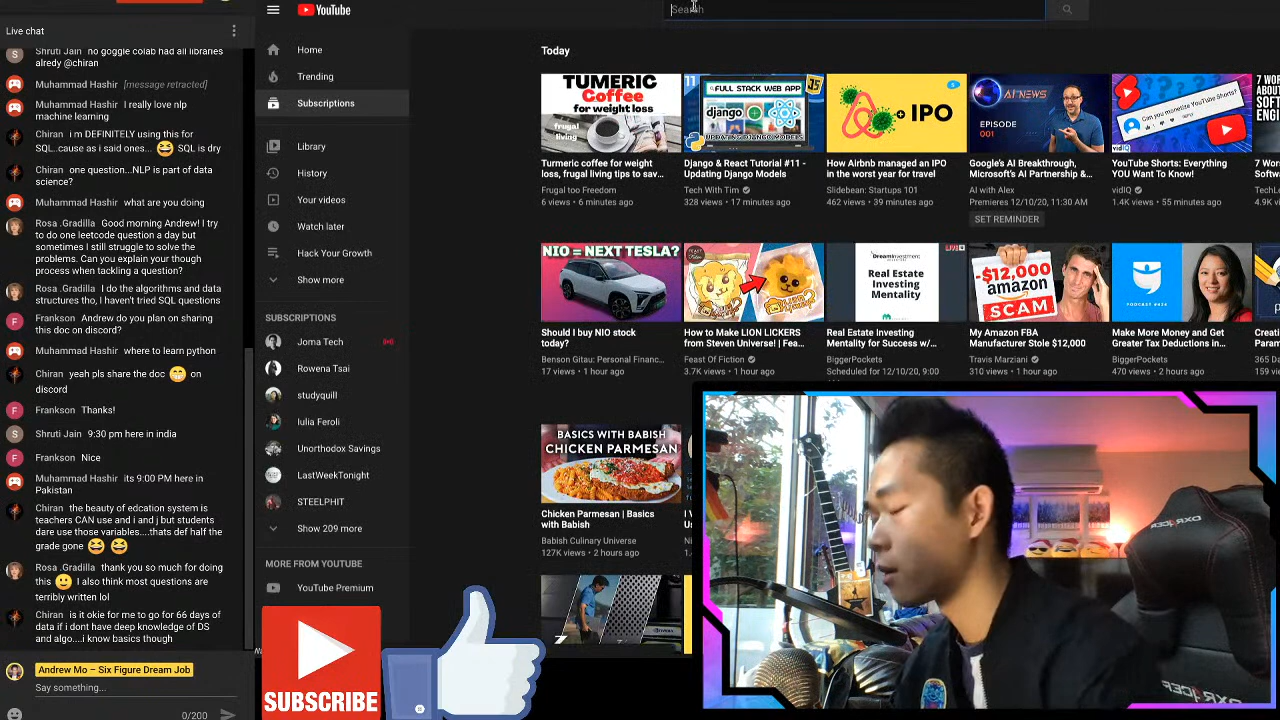 Live chat
Shruti Jain no goggle colab had all libraries
alredy @chiran
Muhammad Hashir [message retracted]
Muhammad Hashir I really love nlp
machine learning
Chiran i m DEFINITELY using this for
SQL cause as i said ones... SQL is dry
Chiran one question...NLP is part of data
science?
Muhammad Hashir what are you doing
Rosa .Gradilla Good morning Andrew! I try
to do one leetcode question a day but
sometimes I still struggle to solve the
problems. Can you explain your though
process when tackling a question?
Rosa .Gradilla I do the algorithms and data
structures tho, I haven't tried SQL questions
Frankson Andrew do you plan on sharing
this doc on discord?
Muhammad Hashir where to learn python
Chiran yeah pls share the doc on
discord
Frankson Thanks!
Shruti Jain 9:30 pm here in india
Frankson Nice
Muhammad Hashir its 9:00 PM here in
Pakistan
Chiran the beauty of edcation system is
teachers CAN use and i and j but students
dare use those variables....thats def half the
grade gone
Rosa .Gradilla thank you so much for doing
this I also think most questions are
terribly written lol
Chiran is it okie for me to go for 66 days of
data if i dont have deep knowledge of DS
and algo....i know basics though
Andrew Mo – Six Figure Dream Job
Say something...
0/200
YouTube
Search
Home
Trending
Subscriptions
Library
History
Your videos
Watch later
Hack Your Growth
Show more
SUBSCRIPTIONS
Joma Tech
Rowena Tsai
studyquill
Iulia Feroli
Unorthodox Savings
LastWeekTonight
STEELPHIT
Show 209 more
MORE FROM YOUTUBE
YouTube Premium
SUBSCRIBE
Today
TUMERIC
Coffee
for weight loss
frugal
living
Turmeric coffee for weight
loss, frugal living tips to sav...
Frugal too Freedom
6 views • 6 minutes ago
11
FULL STACK WEB APP
django
UPDATING DJANGO MODELS
Django & React Tutorial #11 -
Updating Django Models
Tech With Tim
328 views • 17 minutes ago
+ IPO
How Airbnb managed an IPO
in the worst year for travel
Slidebean: Startups 101
462 views • 39 minutes ago
AI NEWS
EPISODE
001
Google's AI Breakthrough,
Microsoft's AI Partnership &...
AI with Alex
Premieres 12/10/20, 11:30 AM
SET REMINDER
Can you monetize YouTube Shorts?
vidIQ
YouTube Shorts: Everything
YOU Want To Know!
vidIQ
1.4K views • 55 minutes ago
NIO = NEXT TESLA?
Should I buy NIO stock
today?
Benson Gitau: Personal Financ...
17 views • 1 hour ago
How to Make LION LICKERS
from Steven Universe! | Fea...
Feast Of Fiction
3.7K views • 1 hour ago
DreamInvestment
Real Estate
Investing
Mentality
Real Estate Investing
Mentality for Success w/...
BiggerPockets
Scheduled for 12/10/20, 9:00
-$12,000
amazon
SCAM
My Amazon FBA
Manufacturer Stole $12,000
Travis Marziani
310 views • 1 hour ago
PODCAST #424
Make More Money and Get
Greater Tax Deductions in...
BiggerPockets
470 views • 2 hours ago
BASICS WITH BABISH
CHICKEN PARMESAN
Chicken Parmesan | Basics
with Babish
Babish Culinary Universe
127K views • 2 hours ago